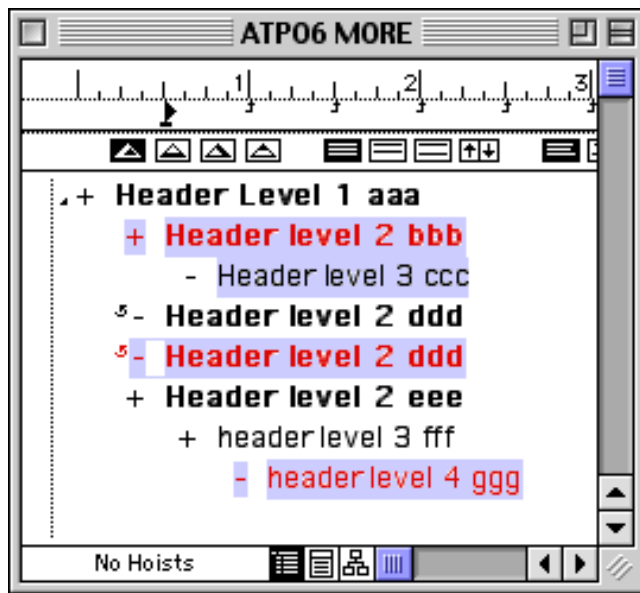 ATPO6 MORE
1 2 3
+ Header Level 1 aaa
+ Header level 2 bbb
- Header level 3 ccc
- Header level 2 ddd
- Header level 2 ddd
+ Header level 2 eee
+ header level 3 fff
- header level 4 ggg
No Hoists